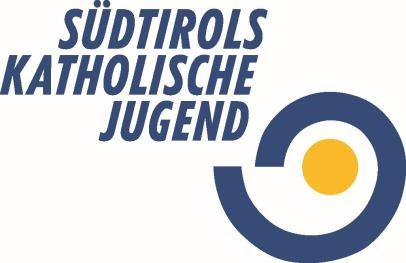 SÜDTIROLS
KATHOLISCHE
JUGEND